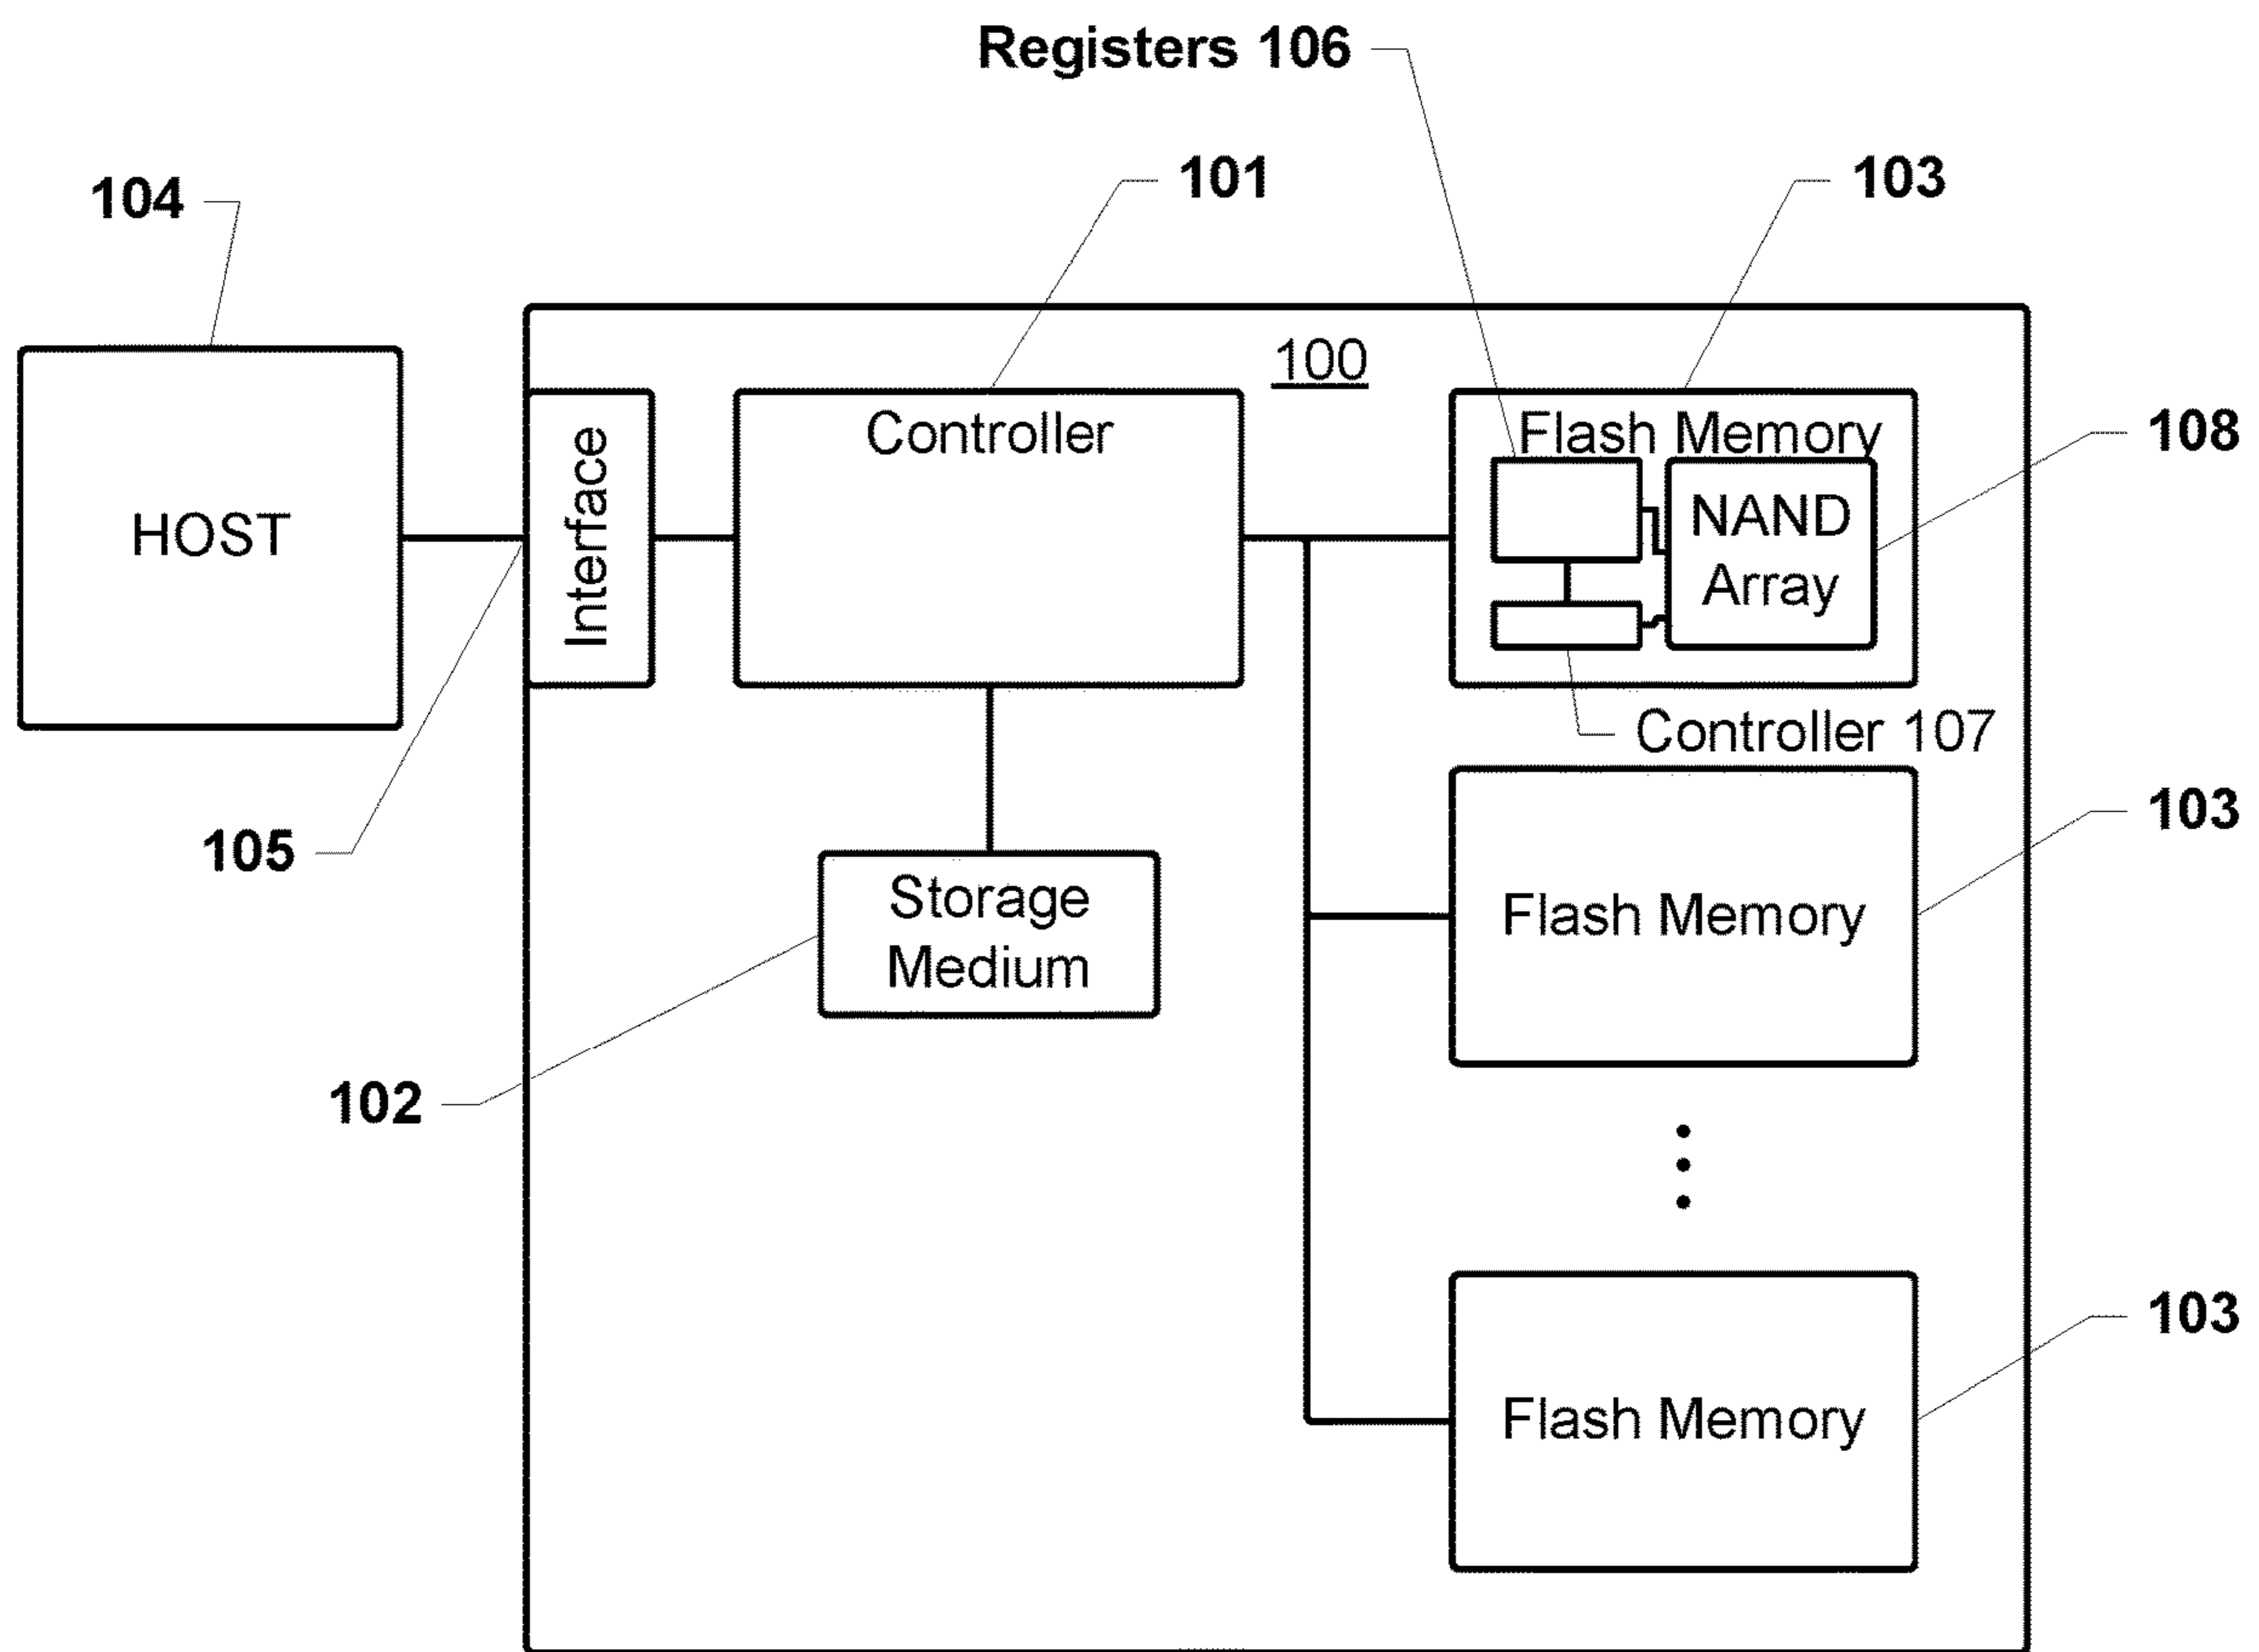 Registers 106
101
103
104
100
Controller
Flash Memory
108
HOST
Interface
NAND
Array
Controller 107
105
103
Storage
Medium
Flash Memory
102
103
Flash Memory